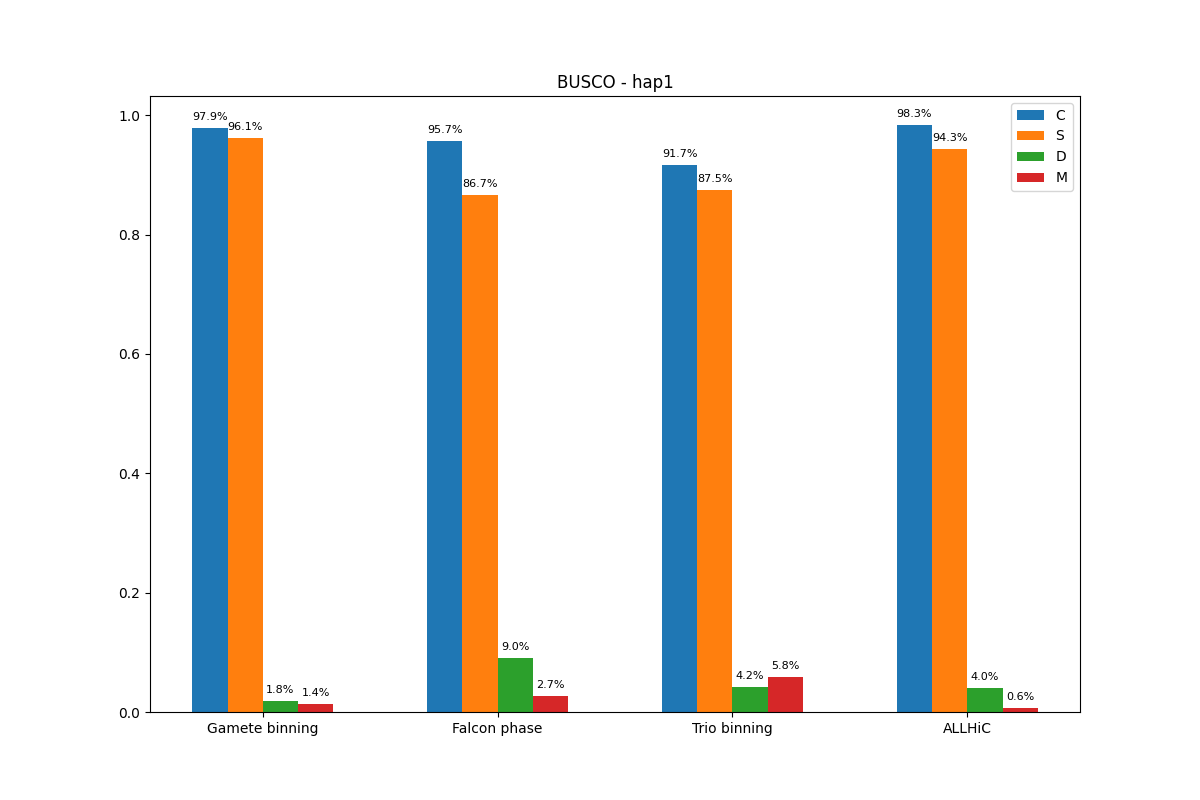 BUSCO - hap1
1.0
0.8
0.6
0.4
0.2
0.0
97.9%
96.1%
1.8%
1.4%
95.7%
86.7%
9.0%
2.7%
91.7%
87.5%
4.2%
5.8%
98.3%
94.3%
4.0%
0.6%
C
S
D
M
Gamete binning
Falcon phase
Trio binning
ALLHiC